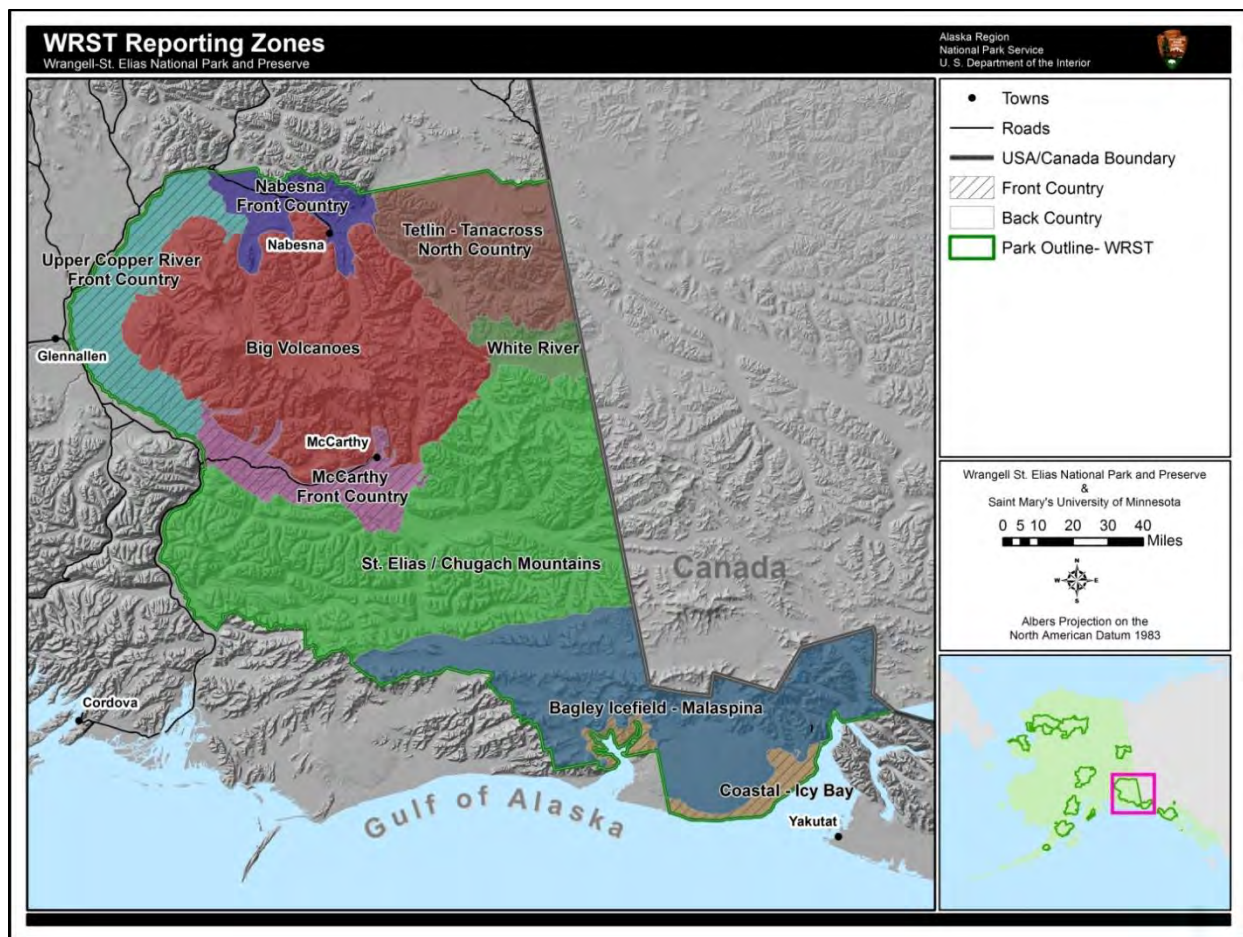 WRST Reporting Zones
Wrangell-St. Elias National Park and Preserve
Alaska Region
National Park Service
U. S. Department of the Interior
Towns
Roads
USA/Canada Boundary
Front Country
Back Country
Park Outline- WRST
Nabesna
Front Country
Nabesna
Tetlin - Tanacross
North Country
Upper Copper River
Front Country
Glennallen
Big Volcanoes
White River
McCarthy
McCarthy
Front Country
St. Elias / Chugach Mountains
Canada
Cordova
Bagley Icefield - Malaspina
Coastal - Icy Bay
Yakutat
Gulf of Alaska
Wrangell St. Elias National Park and Preserve
&
Saint Mary's University of Minnesota
0 5 10 20 30 40
Miles
N
W E
S
Albers Projection on the
North American Datum 1983